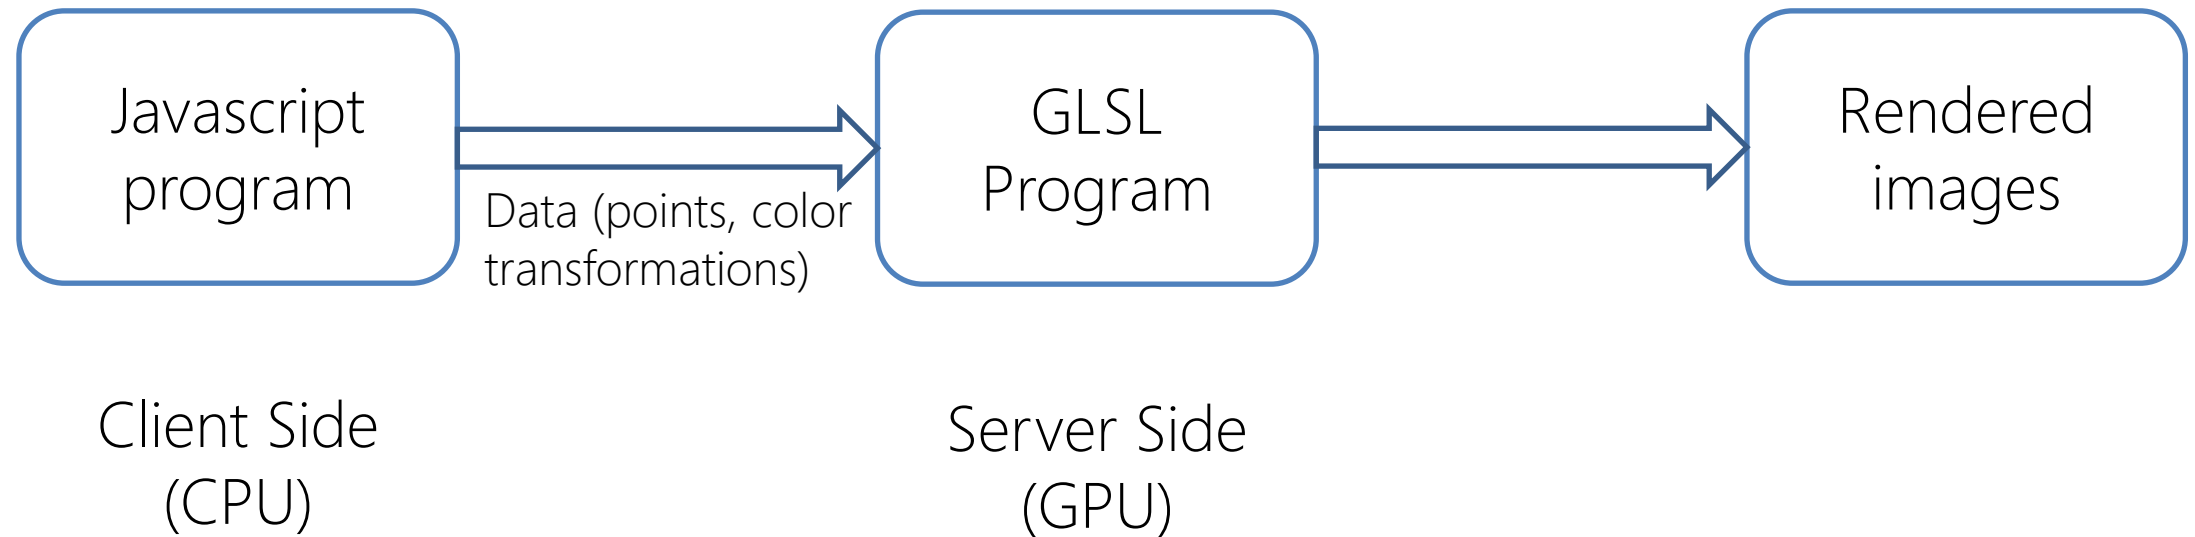 Javascript
program
Data (points, color
transformations)
GLSL
Program
Rendered
images
Client Side
(CPU)
Server Side
(GPU)